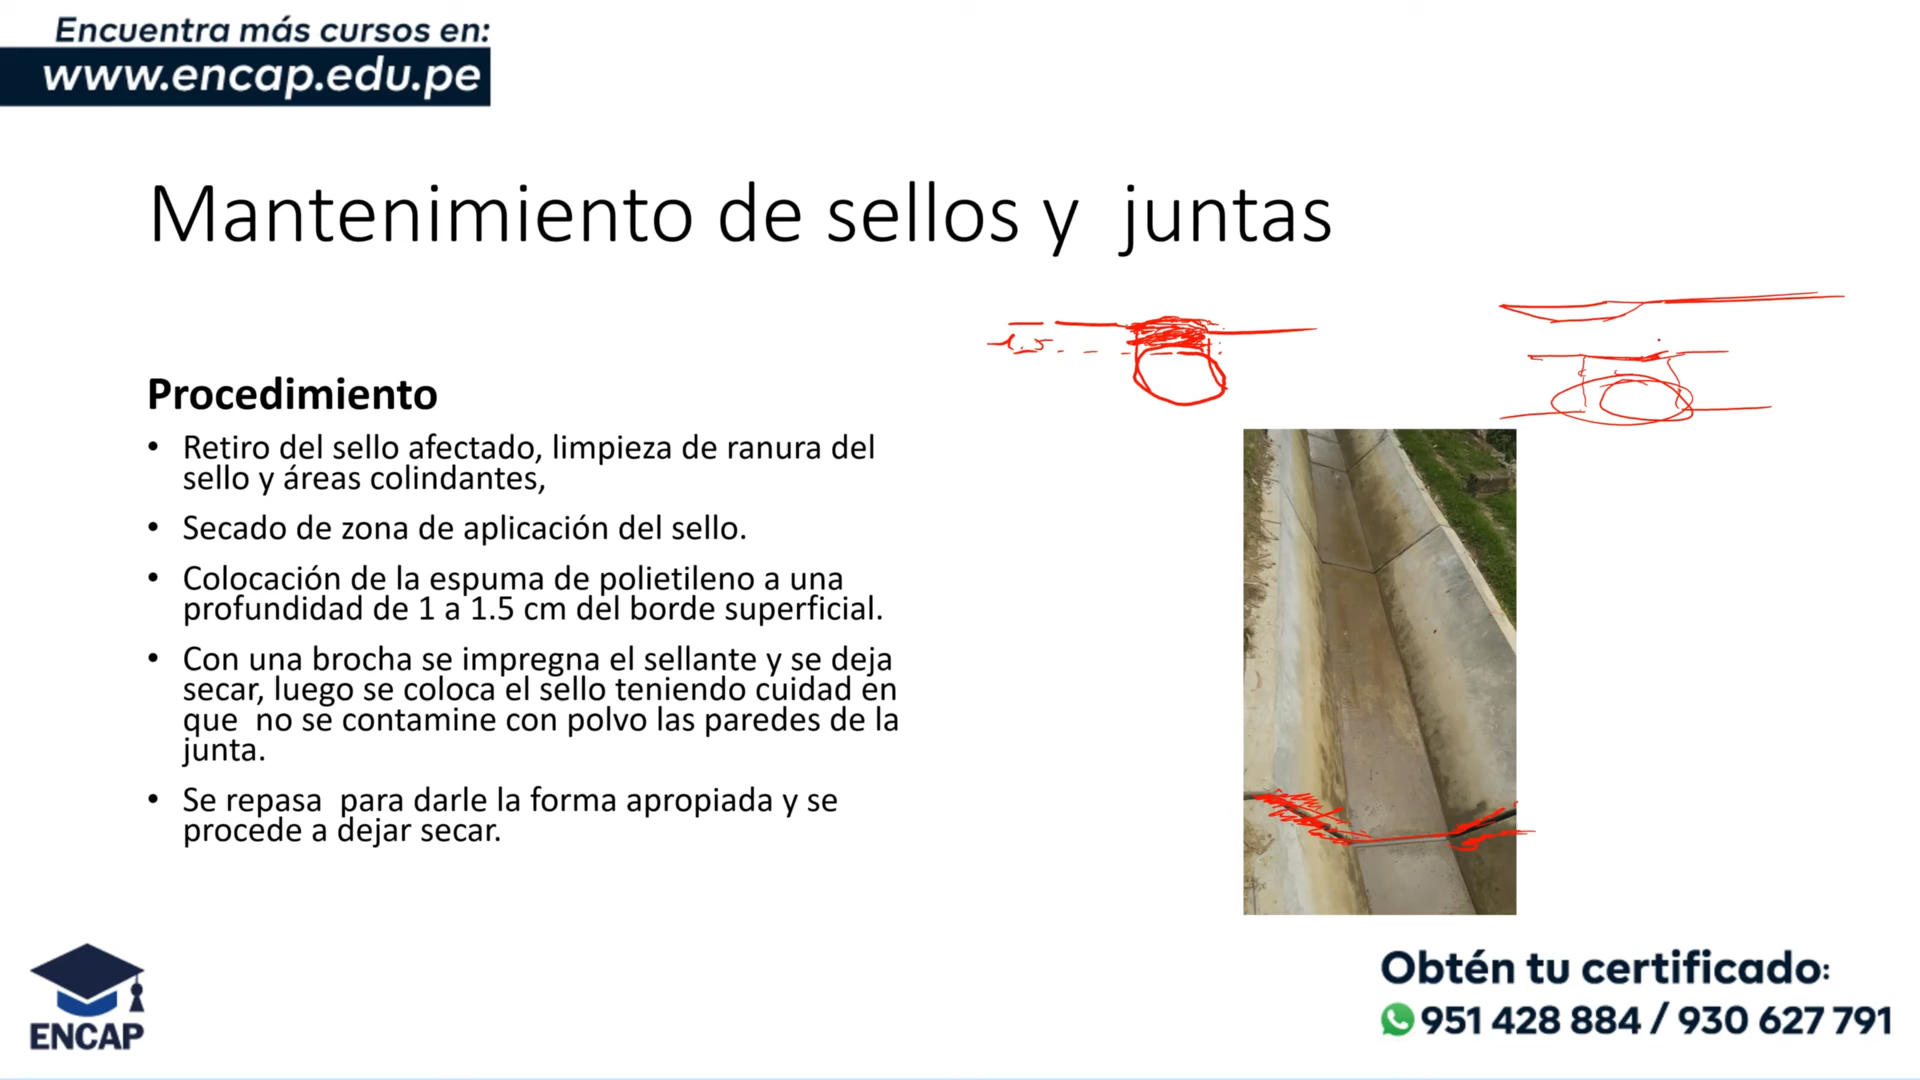 Encuentra más cursos en:
www.encap.edu.pe
Mantenimiento de sellos y juntas
1.5
Procedimiento
• Retiro del sello afectado, limpieza de ranura del
sello y áreas colindantes,
• Secado de zona de aplicación del sello.
• Colocación de la espuma de polietileno a una
profundidad de 1 a 1.5 cm del borde superficial.
• Con una brocha se impregna el sellante y se deja
secar, luego se coloca el sello teniendo cuidad en
que no se contamine con polvo las paredes de la
junta.
• Se repasa para darle la forma apropiada y se
procede a dejar secar.
ENCAP
Obtén tu certificado:
951 428 884 / 930 627 791